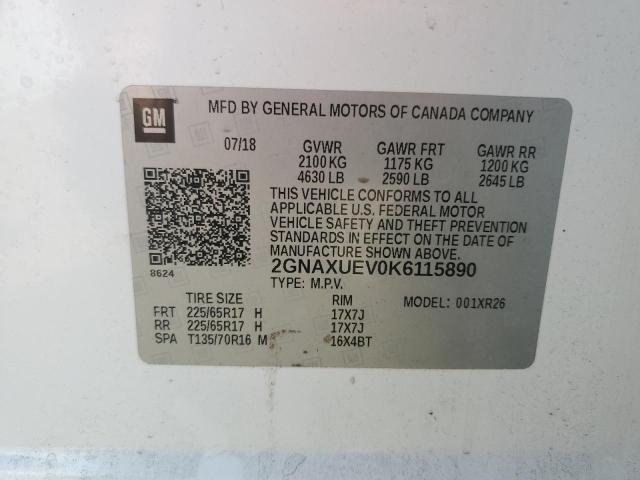 GM
MFD BY GENERAL MOTORS OF CANADA COMPANY
07/18 GVWR GAWR FRT GAWR RR
2100 KG 1175 KG 1200 KG
4630 LB 2590 LB 2645 LB
THIS VEHICLE CONFORMS TO ALL
APPLICABLE U.S. FEDERAL MOTOR
VEHICLE SAFETY AND THEFT PREVENTION
STANDARDS IN EFFECT ON THE DATE OF
MANUFACTURE SHOWN ABOVE.
8624
2GNAXUEV0K6115890
TYPE: M.P.V.
TIRE SIZE RIM MODEL: 001XR26
FRT 225/65R17 H 17X7J
RR 225/65R17 H 17X7J
SPA T135/70R16 M 16X4BT